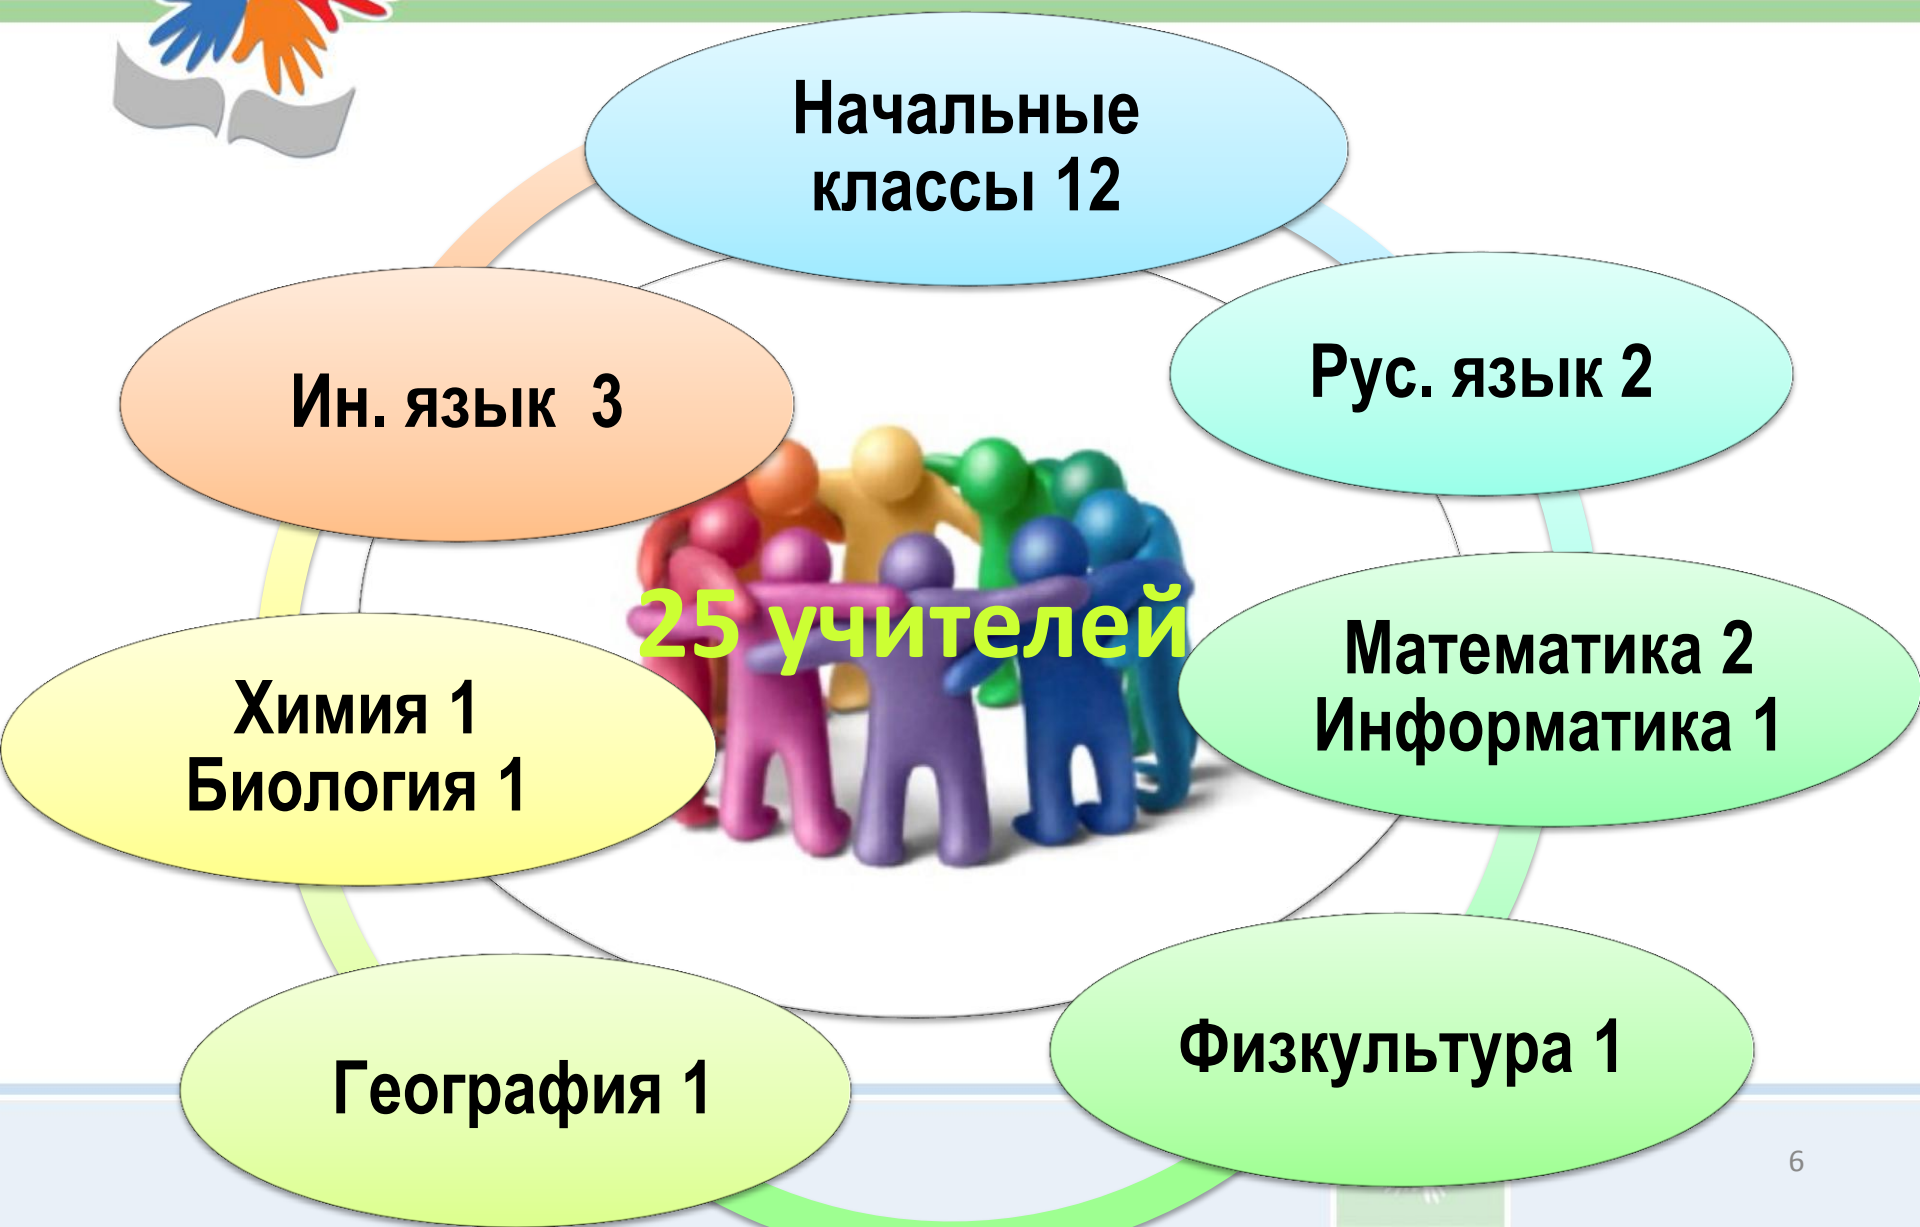 Начальные
классы 12
Рус. язык 2
Ин. язык  3
25 учителей
Математика 2
Информатика 1
Химия 1
Биология 1
Физкультура 1
География 1
6